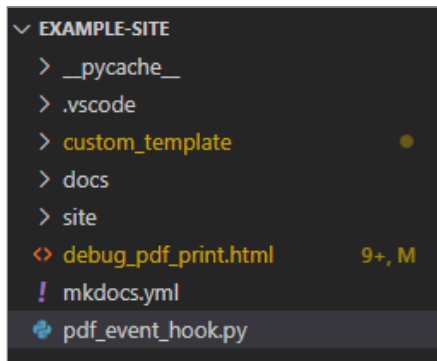 EXAMPLE-SITE
__pycache__
.vscode
custom_template
docs
site
debug_pdf_print.html 9+, M
mkdocs.yml
pdf_event_hook.py